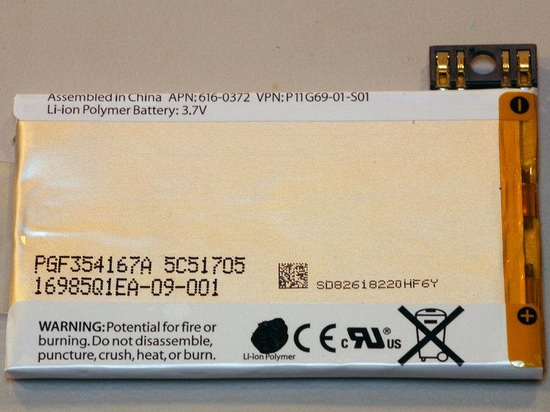 Assembled in China APN: 616-0372 VPN: P11G69-01-S01
Li-ion Polymer Battery: 3.7V
PGF354167A 5C51705
16985Q1EA-09-001
SD82618220HF6Y
WARNING: Potential for fire or
burning. Do not disassemble,
puncture, crush, heat, or burn.
Li-ion Polymer
CE
c RU ® US